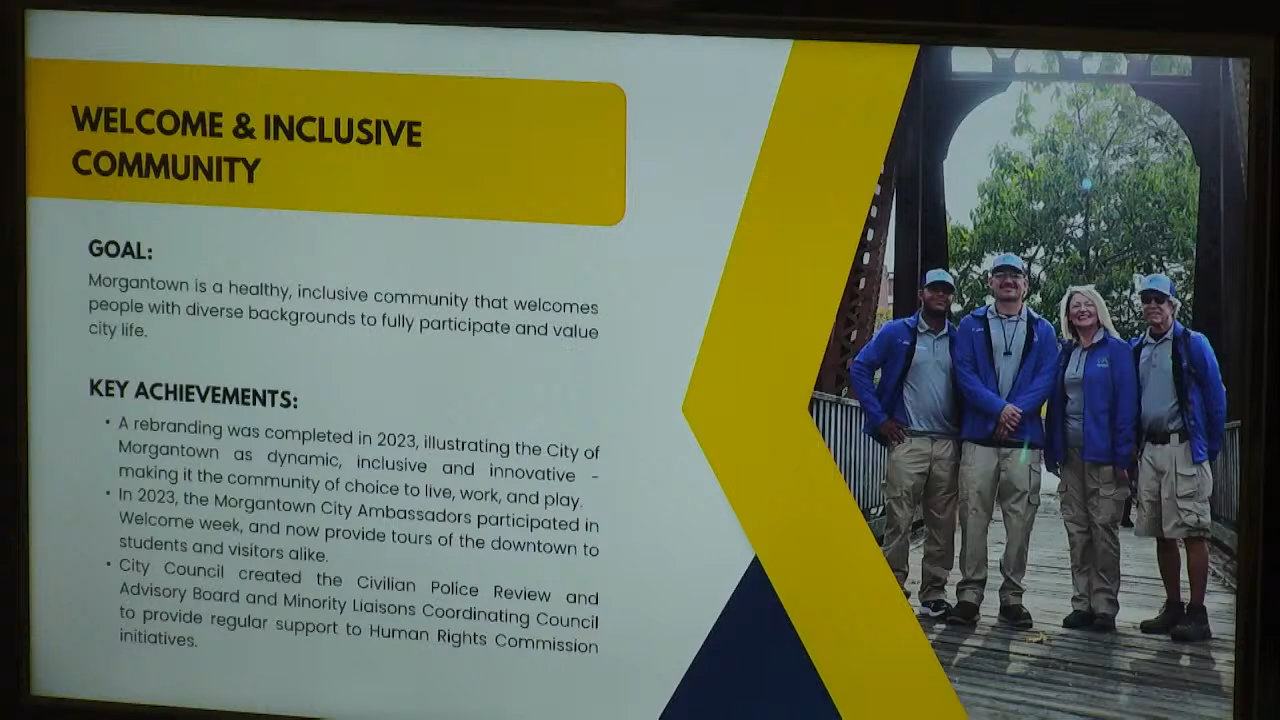 WELCOME & INCLUSIVE
COMMUNITY
GOAL:
Morgantown is a healthy, inclusive community that welcomes
people with diverse backgrounds to fully participate and value
city life.
KEY ACHIEVEMENTS:
• A rebranding was completed in 2023, illustrating the City of
Morgantown as dynamic, inclusive and innovative -
making it the community of choice to live, work, and play.
• In 2023, the Morgantown City Ambassadors participated in
Welcome week, and now provide tours of the downtown to
students and visitors alike.
• City Council created the Civilian Police Review and
Advisory Board and Minority Liaisons Coordinating Council
to provide regular support to Human Rights Commission
initiatives.